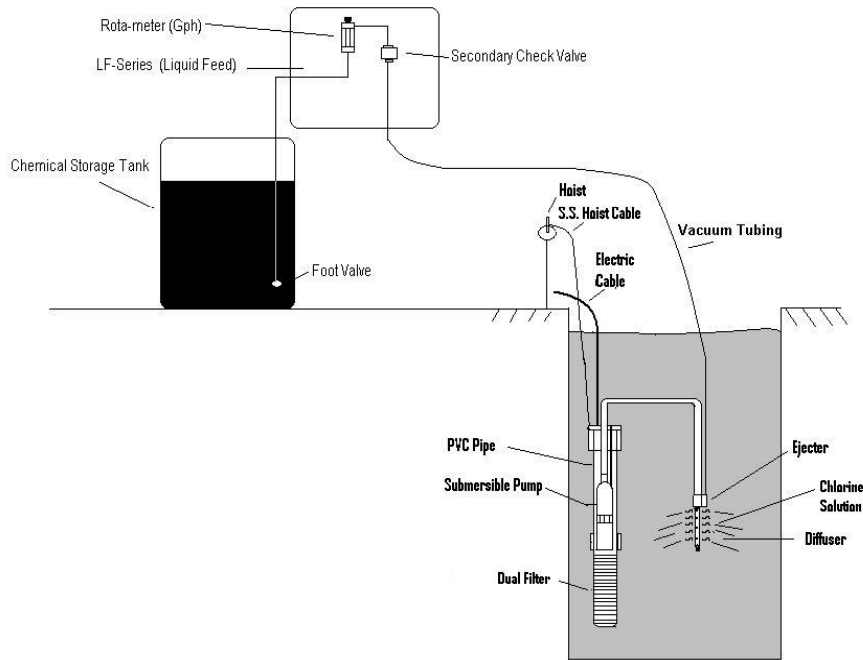 Rota-meter (Gph)
LF-Series (Liquid Feed)
Secondary Check Valve
Chemical Storage Tank
Foot Valve
Hoist
S.S. Hoist Cable
Electric
Cable
Vacuum Tubing
PVC Pipe
Submersible Pump
Dual Filter
Ejecter
Chlorine
Solution
Diffuser